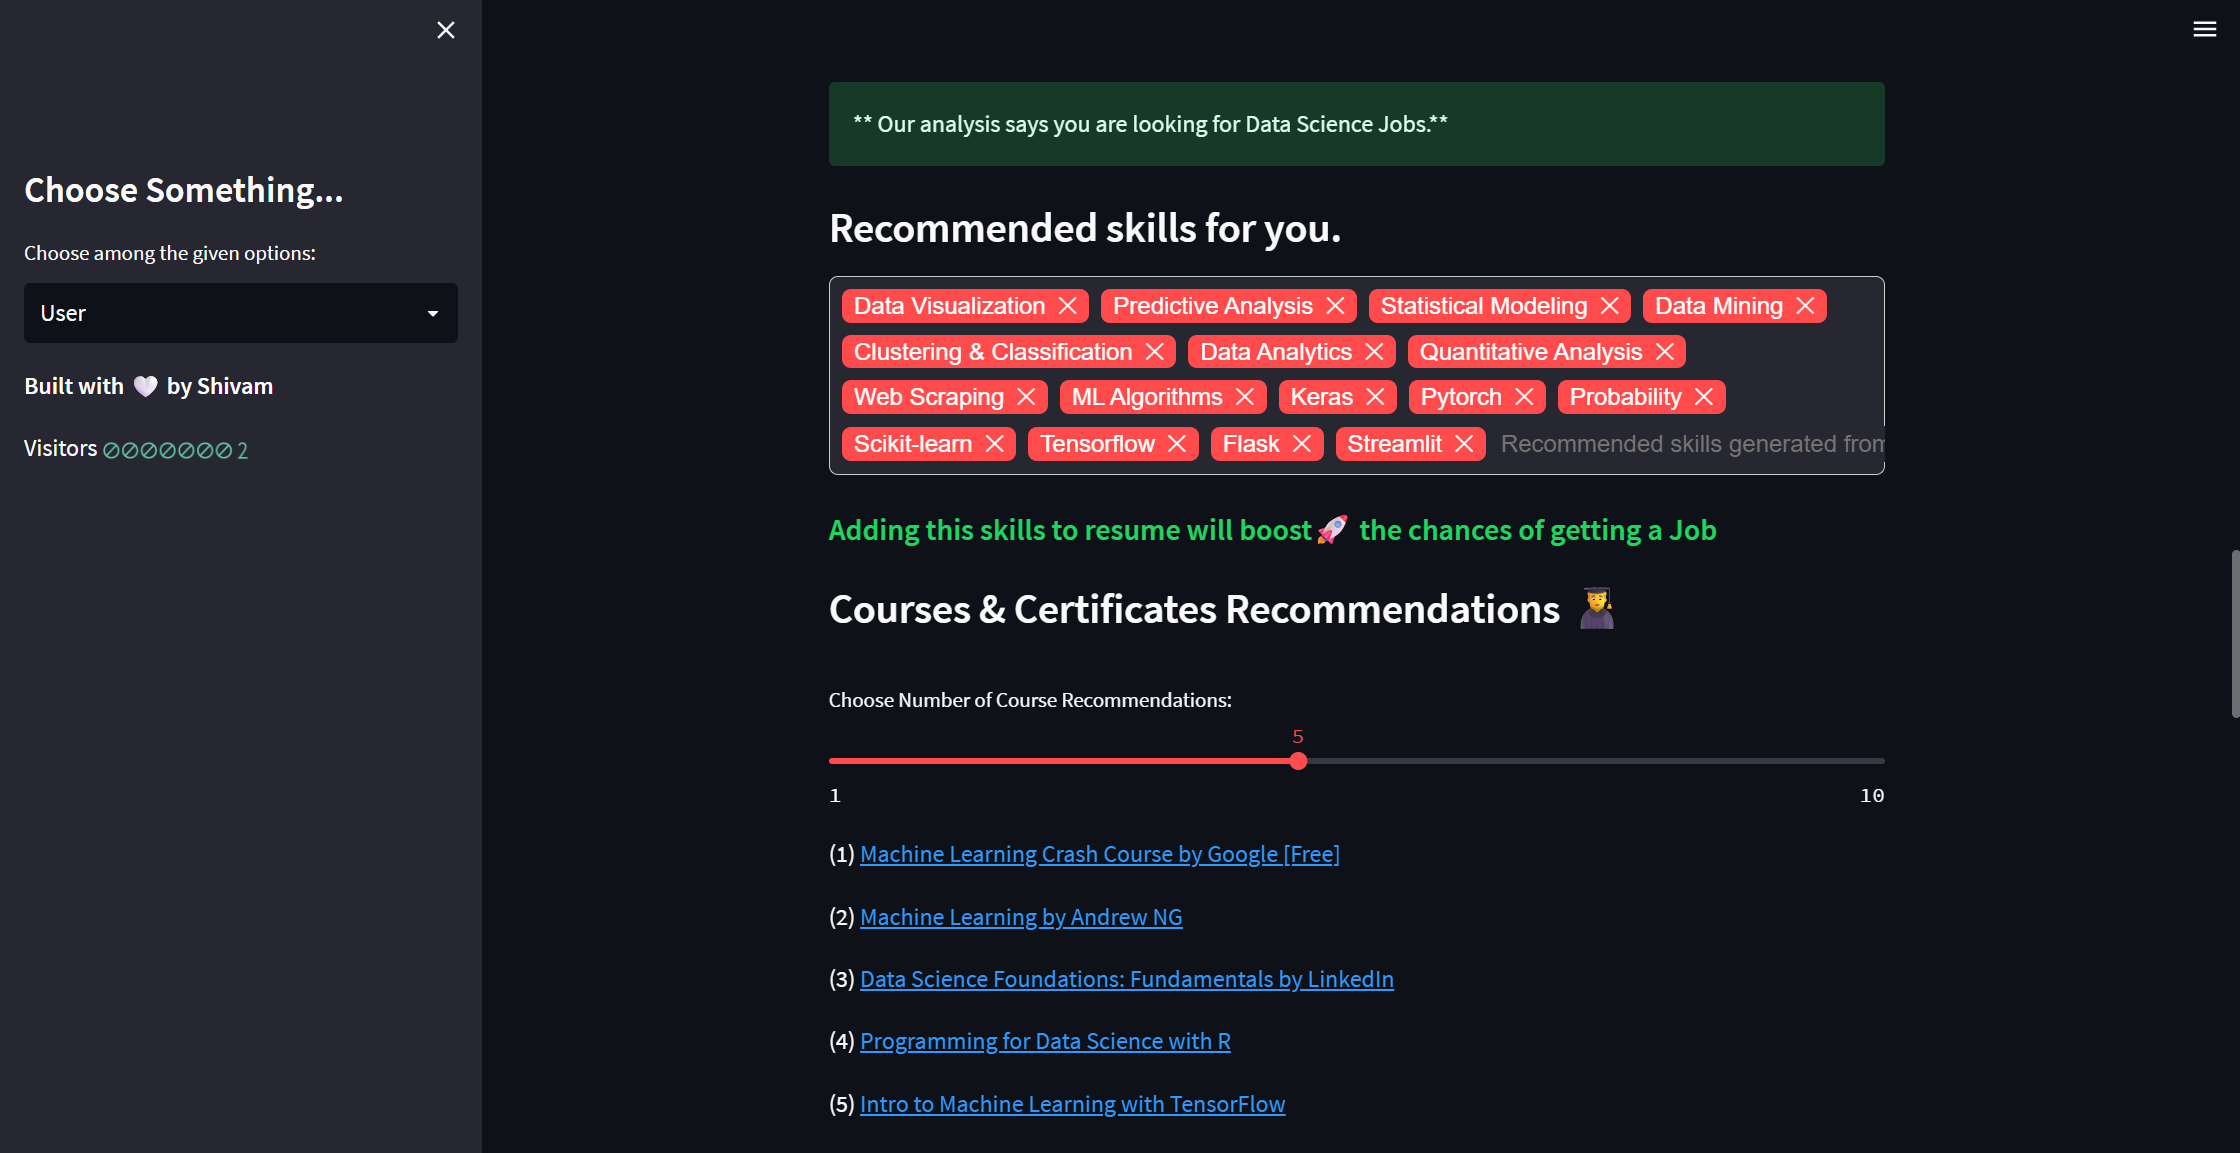 Choose Something...
Choose among the given options:
User
Built with 🤍 by Shivam
Visitors ∅∅∅∅∅∅∅2
** Our analysis says you are looking for Data Science Jobs.**
Recommended skills for you.
Data Visualization Predictive Analysis Statistical Modeling Data Mining
Clustering & Classification Data Analytics Quantitative Analysis
Web Scraping ML Algorithms Keras Pytorch Probability
Scikit-learn Tensorflow Flask Streamlit Recommended skills generated from
Adding this skills to resume will boost🚀 the chances of getting a Job
Courses & Certificates Recommendations 🧑‍🎓
Choose Number of Course Recommendations:
5
1 10
(1) Machine Learning Crash Course by Google [Free]
(2) Machine Learning by Andrew NG
(3) Data Science Foundations: Fundamentals by LinkedIn
(4) Programming for Data Science with R
(5) Intro to Machine Learning with TensorFlow